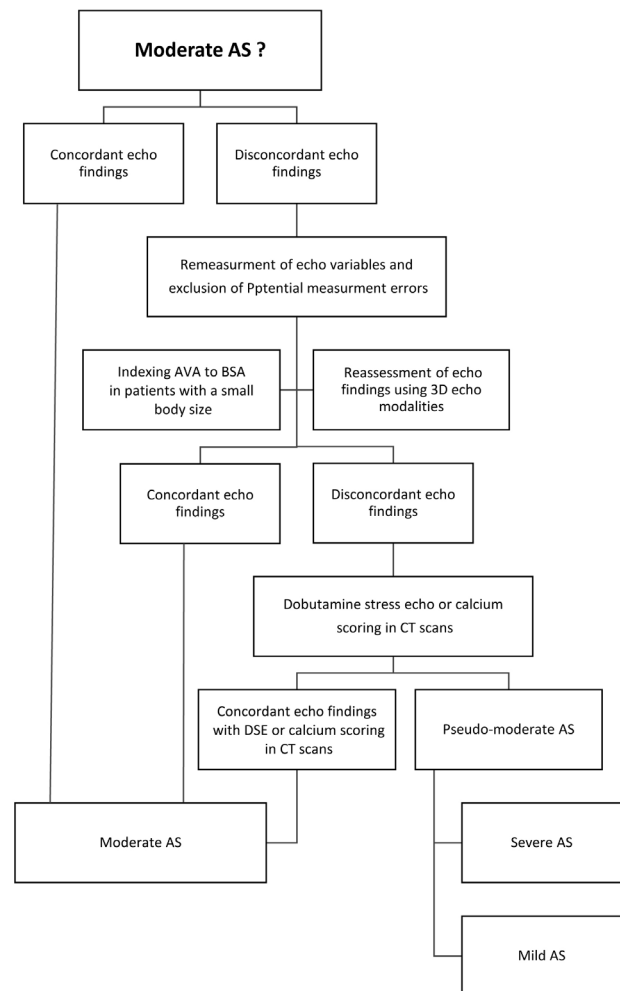 Moderate AS ?
Concordant echo
findings
Disconcordant echo
findings
Remeasurment of echo variables and
exclusion of Pptential measurment errors
Indexing AVA to BSA
in patients with a small
body size
Reassessment of echo
findings using 3D echo
modalities
Concordant echo
findings
Disconcordant echo
findings
Dobutamine stress echo or calcium
scoring in CT scans
Concordant echo findings
with DSE or calcium scoring
in CT scans
Pseudo-moderate AS
Moderate AS
Severe AS
Mild AS